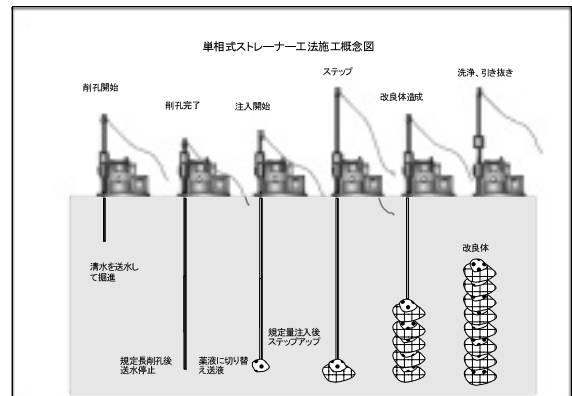 単相式ストレーナー工法施工概念図
削孔開始
削孔完了
注入開始
ステップ
改良体造成
洗浄、引き抜き
清水を送水し
て掘進
規定長削孔後
送水停止
薬液に切り替
え送液
規定量注入後
ステップアップ
改良体